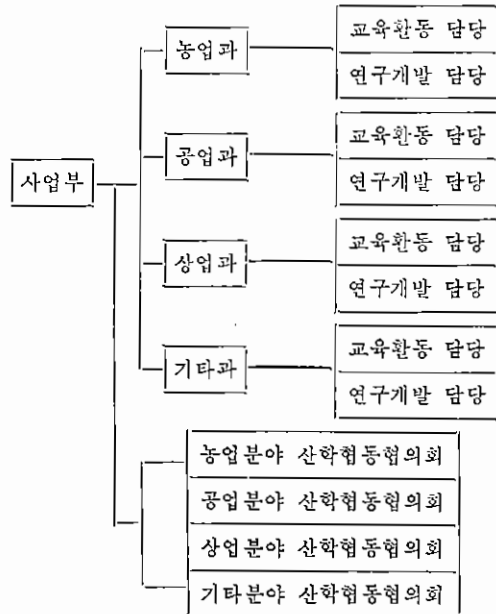 교육활동 담당
농업과
연구개발 담당
교육활동 담당
공업과
연구개발 담당
사업부
교육활동 담당
상업과
연구개발 담당
교육활동 담당
기타과
연구개발 담당
농업분야 산학협동협의회
공업분야 산학협동협의회
상업분야 산학협동협의회
기타분야 산학협동협의회